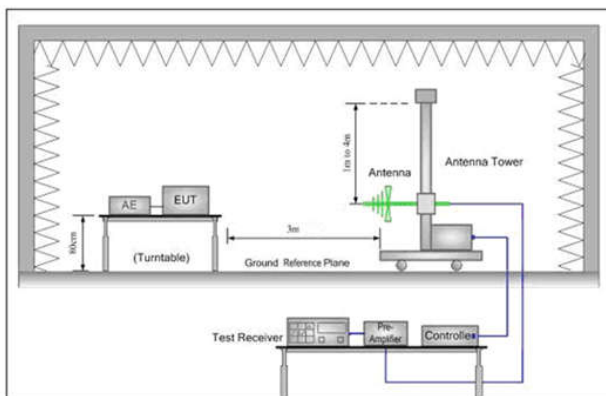 1m to 4m
Antenna
Antenna Tower
AE
EUT
80cm
(Turntable)
3m
Ground Reference Plane
Test Receiver
Pre-
Amplifier
Controller